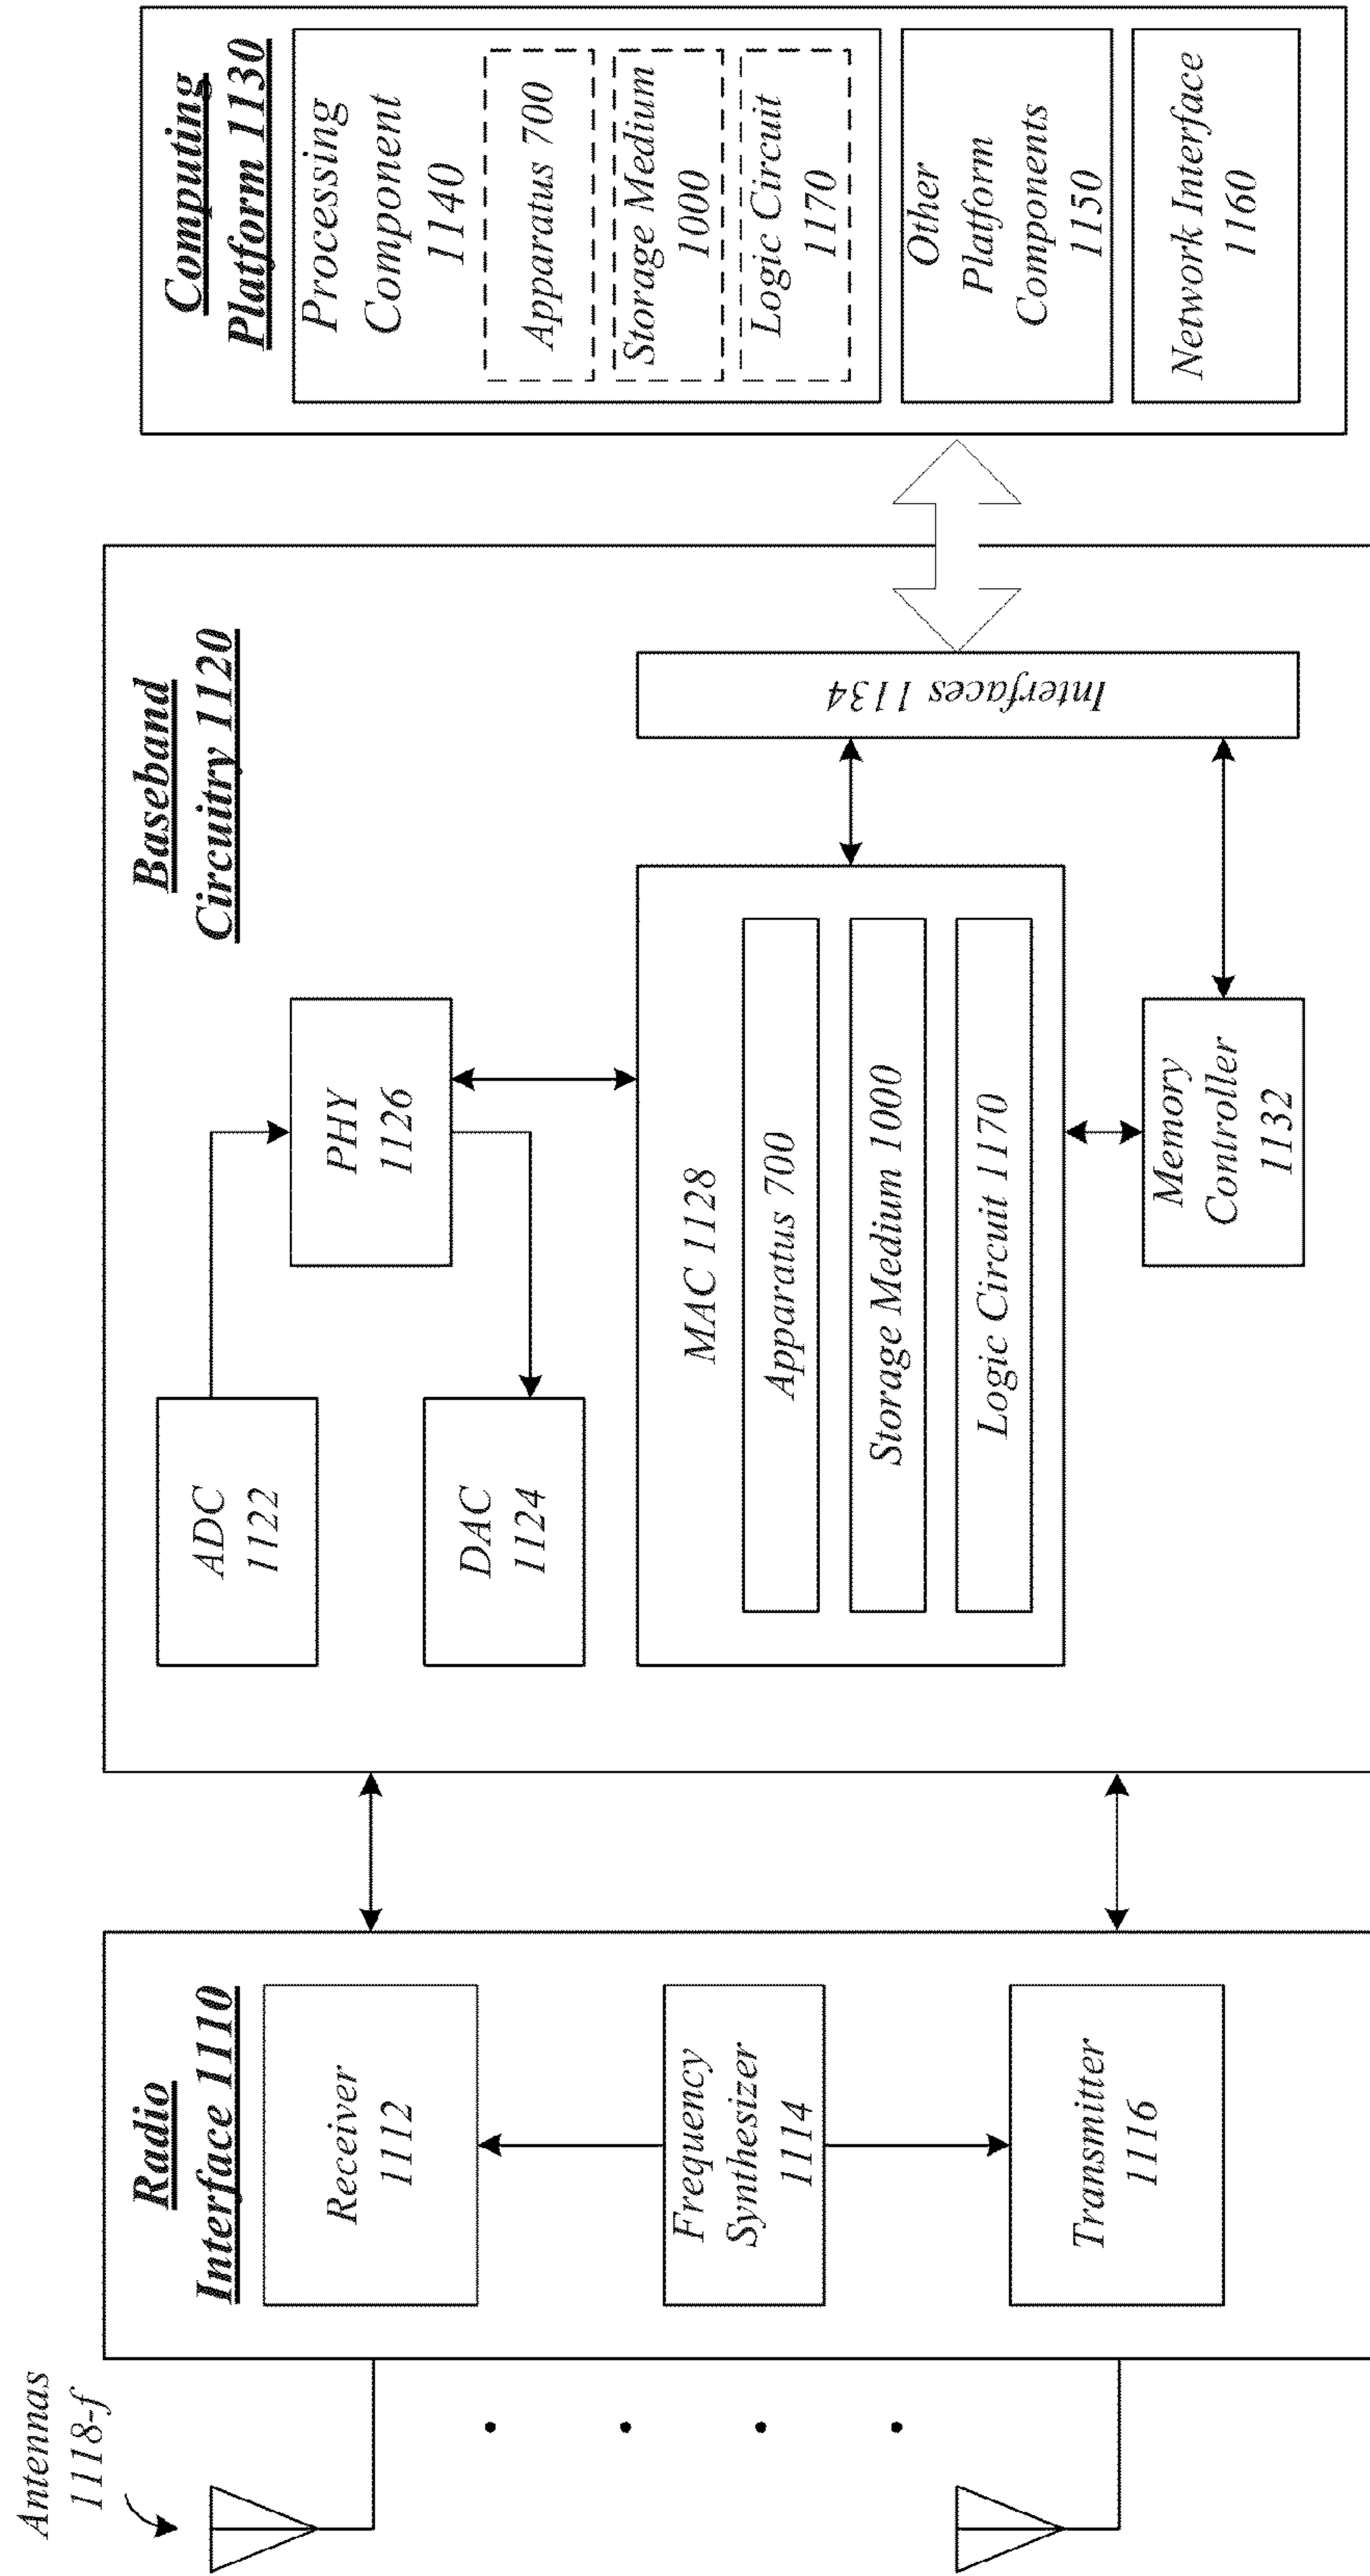 Antennas
1118-f
Radio
Interface 1110
Receiver
1112
Frequency
Synthesizer
1114
Transmitter
1116
Baseband
Circuitry 1120
ADC
1122
DAC
1124
PHY
1126
MAC 1128
Apparatus 700
Storage Medium 1000
Logic Circuit 1170
Memory
Controller
1132
Interfaces 1134
Computing
Platform 1130
Processing
Component
1140
Apparatus 700
Storage Medium
1000
Logic Circuit
1170
Other
Platform
Components
1150
Network Interface
1160